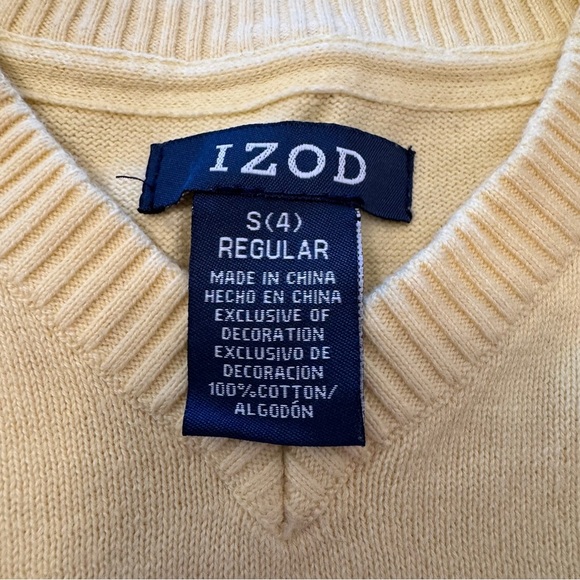 IZOD
S(4)
REGULAR
MADE IN CHINA
HECHO EN CHINA
EXCLUSIVE OF
DECORATION
EXCLUSIVO DE
DECORACION
100%COTTON/
ALGODÓN